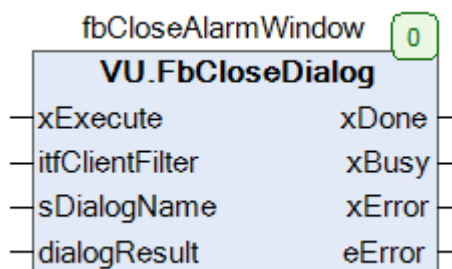 fbCloseAlarmWindow 0
VU.FbCloseDialog
xExecute xDone
itfClientFilter xBusy
sDialogName xError
dialogResult eError